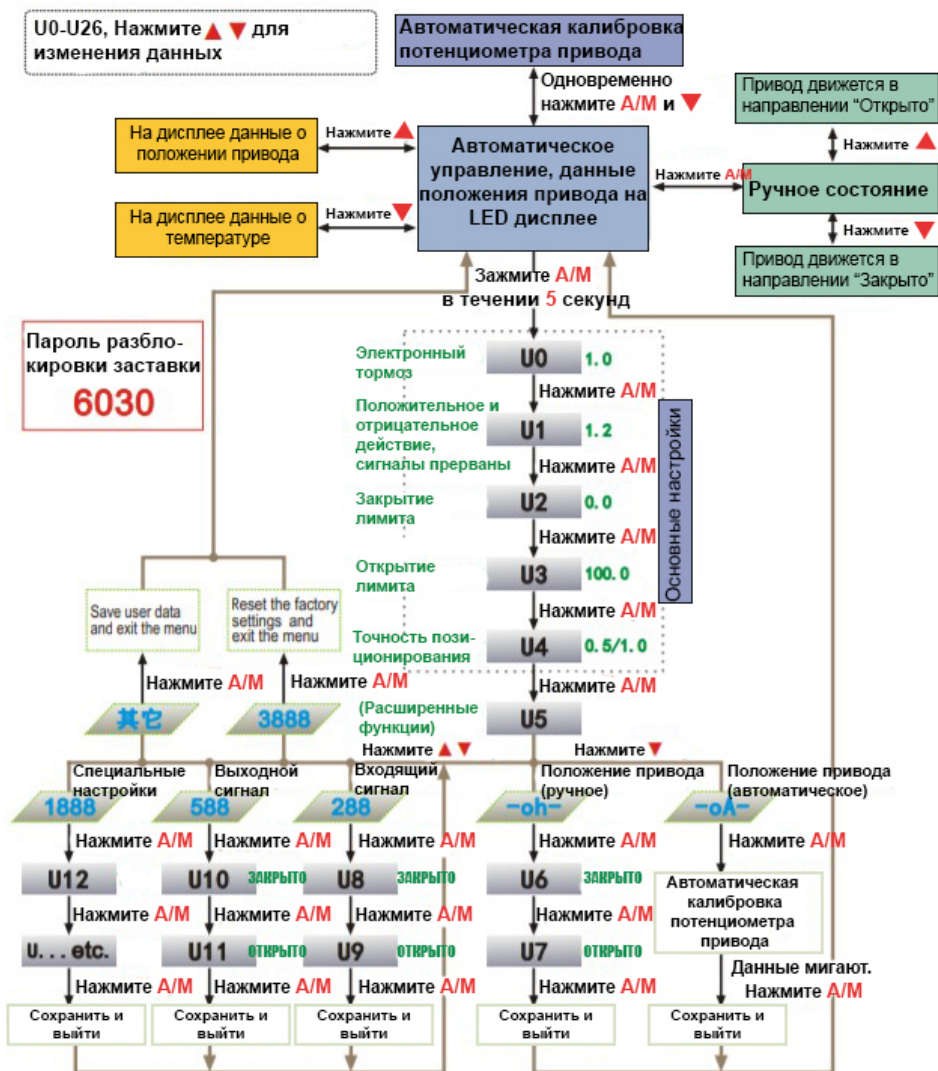 U0-U26, Нажмите ▲ ▼ для
изменения данных
Автоматическая калибровка
потенциометра привода
Одновременно
нажмите A/M и ▼
На дисплее данные о
положении привода
Нажмите ▲
На дисплее данные о
температуре
Нажмите ▼
Автоматическое
управление, данные
положения привода на
LED дисплее
Нажмите A/M
Привод движется в
направлении “Открыто”
Нажмите ▲
Ручное состояние
Нажмите ▼
Привод движется в
направлении “Закрыто”
Зажмите A/M
в течении 5 секунд
Пароль разбло-
кировки заставки
6030
Электронный
тормоз
U0
1.0
Нажмите A/M
Положительное и
отрицательное
действие,
сигналы прерваны
U1
1.2
Нажмите A/M
Закрытие
лимита
U2
0.0
Нажмите A/M
Открытие
лимита
U3
100.0
Нажмите A/M
Точность пози-
ционирования
U4
0.5/1.0
Основные настройки
Нажмите A/M
(Расширенные
функции)
U5
Save user data
and exit the menu
Reset the factory
settings and
exit the menu
Нажмите A/M
Нажмите A/M
其它
3888
Нажмите ▲ ▼
Нажмите ▼
Специальные
настройки
1888
Нажмите A/M
U12
Нажмите A/M
U...etc.
Нажмите A/M
Сохранить и
выйти
Выходной
сигнал
588
Нажмите A/M
U10
ЗАКРЫТО
Нажмите A/M
U11
ОТКРЫТО
Нажмите A/M
Сохранить и
выйти
Входящий
сигнал
288
Нажмите A/M
U8
ЗАКРЫТО
Нажмите A/M
U9
ОТКРЫТО
Нажмите A/M
Сохранить и
выйти
Положение привода
(ручное)
-oh-
Нажмите A/M
U6
ЗАКРЫТО
Нажмите A/M
U7
ОТКРЫТО
Нажмите A/M
Сохранить и
выйти
Положение привода
(автоматическое)
-oA-
Нажмите A/M
Автоматическая
калибровка
потенциометра
привода
Данные мигают.
Нажмите A/M
Сохранить и
выйти